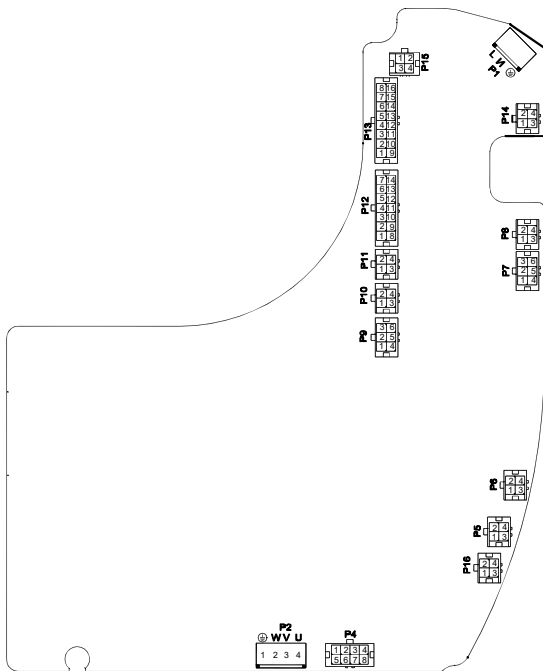 P15
1 2
3 4
L N ⏚
P1
P13
8 16
7 15
6 14
5 13
4 12
3 11
2 10
1 9
P14
2 4
1 3
P12
7 14
6 13
5 12
4 11
3 10
2 9
1 8
P8
2 4
1 3
P11
2 4
1 3
P7
3 6
2 5
1 4
P10
2 4
1 3
P9
3 6
2 5
1 4
P6
2 4
1 3
P5
2 4
1 3
P16
2 4
1 3
P2
⏚ W V U
1 2 3 4
P4
1 2 3 4
5 6 7 8